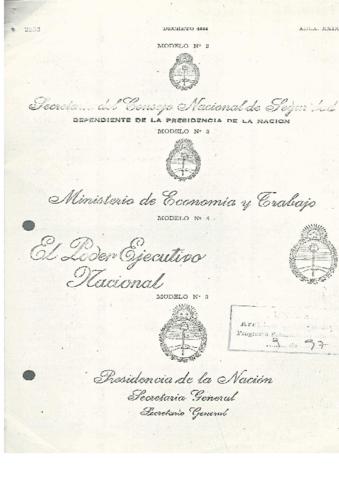 DECRETO
MODELO Nº 2
Secretaría del Consejo Nacional de Seguridad
DEPENDIENTE DE LA PRESIDENCIA DE LA NACION
MODELO Nº 3
Ministerio de Economía y Trabajo
MODELO Nº 4
El Poder Ejecutivo
Nacional
MODELO Nº 5
97
Presidencia de la Nación
Secretaría General
Secretario General